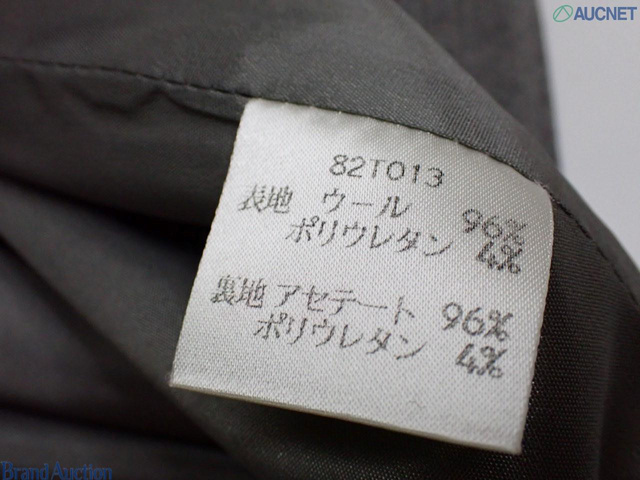 AUCNET
82T013
表地 ウール 96%
ポリウレタン 4%
裏地 アセテート 96%
ポリウレタン 4%
Brand Auction